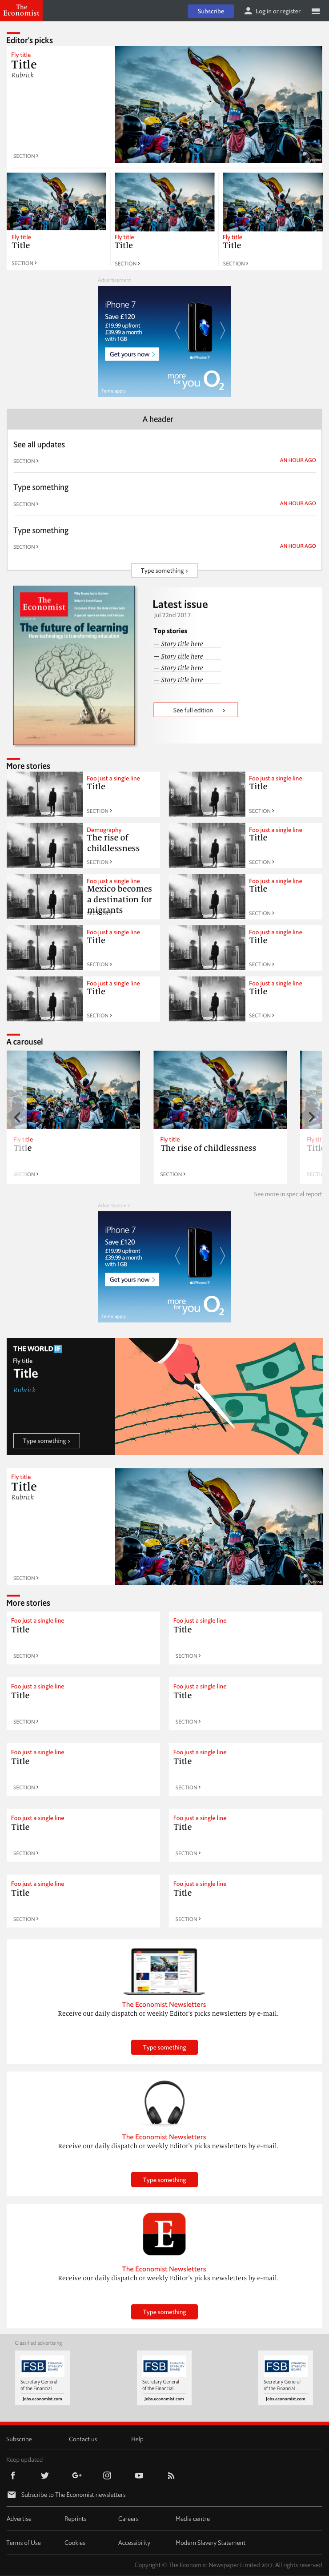 The
Economist
Subscribe
Log in or register
Editor's picks
Fly title
Title
Rubrick
SECTION ›
Fly title
Title
SECTION ›
Fly title
Title
SECTION ›
Fly title
Title
SECTION ›
Advertisement
iPhone 7
Save £120
£19.99 upfront
£39.99 a month
with 1GB
Get yours now ›
iPhone 7
more
for you O2
Terms apply
A header
See all updates
SECTION ›
AN HOUR AGO
Type something
SECTION ›
AN HOUR AGO
Type something
SECTION ›
AN HOUR AGO
Type something ›
The
Economist
The future of learning
How technology is transforming education
Latest issue
Jul 22nd 2017
Top stories
— Story title here
— Story title here
— Story title here
— Story title here
See full edition ›
More stories
Foo just a single line
Title
SECTION ›
Foo just a single line
Title
SECTION ›
Demography
The rise of
childlessness
SECTION ›
Foo just a single line
Title
SECTION ›
Foo just a single line
Mexico becomes
a destination for
migrants
SECTION ›
Foo just a single line
Title
SECTION ›
Foo just a single line
Title
SECTION ›
Foo just a single line
Title
SECTION ›
Foo just a single line
Title
SECTION ›
Foo just a single line
Title
SECTION ›
A carousel
Fly title
Title
SECTION ›
Fly title
The rise of childlessness
SECTION ›
Fly tit
Title
SECTIO
See more in special report
Advertisement
iPhone 7
Save £120
£19.99 upfront
£39.99 a month
with 1GB
Get yours now ›
iPhone 7
more
for you O2
Terms apply
THE WORLD IF
Fly title
Title
Rubrick
Type something ›
Fly title
Title
Rubrick
SECTION ›
More stories
Foo just a single line
Title
SECTION ›
Foo just a single line
Title
SECTION ›
Foo just a single line
Title
SECTION ›
Foo just a single line
Title
SECTION ›
Foo just a single line
Title
SECTION ›
Foo just a single line
Title
SECTION ›
Foo just a single line
Title
SECTION ›
Foo just a single line
Title
SECTION ›
Foo just a single line
Title
SECTION ›
Foo just a single line
Title
SECTION ›
The Economist Newsletters
Receive our daily dispatch or weekly Editor's picks newsletters by e-mail.
Type something
The Economist Newsletters
Receive our daily dispatch or weekly Editor's picks newsletters by e-mail.
Type something
E
The Economist Newsletters
Receive our daily dispatch or weekly Editor's picks newsletters by e-mail.
Type something
Classified advertising
FSB FINANCIAL STABILITY BOARD
Secretary General
of the Financial ...
Jobs.economist.com
FSB FINANCIAL STABILITY BOARD
Secretary General
of the Financial ...
Jobs.economist.com
FSB FINANCIAL STABILITY BOARD
Secretary General
of the Financial ...
Jobs.economist.com
Subscribe Contact us Help
Keep updated
Subscribe to The Economist newsletters
Advertise Reprints Careers Media centre
Terms of Use Cookies Accessibility Modern Slavery Statement
Copyright © The Economist Newspaper Limited 2017. All rights reserved.